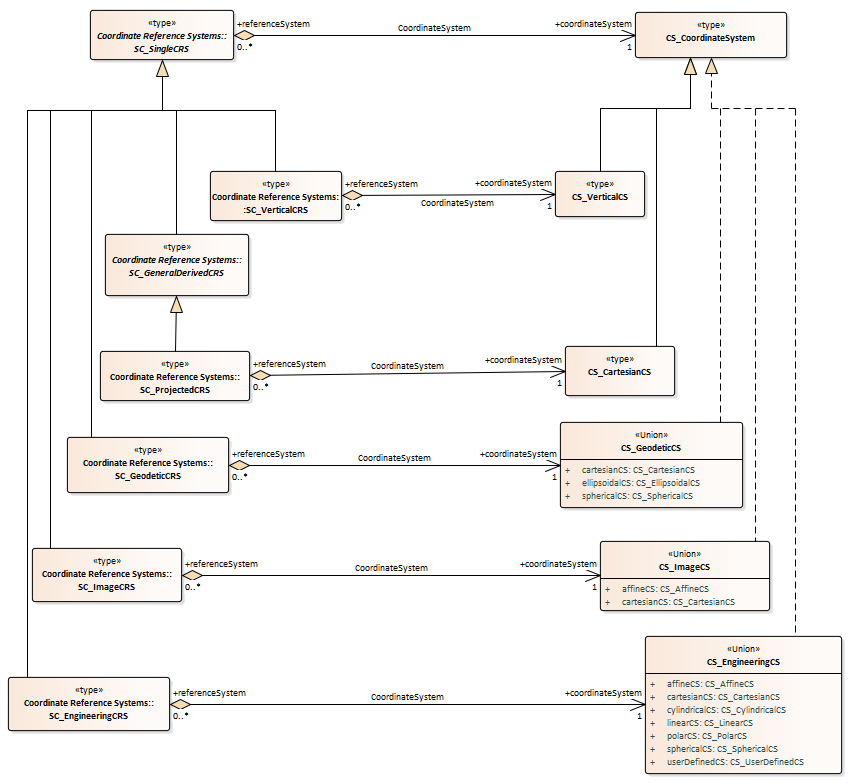 «type»
Coordinate Reference Systems::
SC_SingleCRS
+referenceSystem
0..*
CoordinateSystem
+coordinateSystem
1
«type»
CS_CoordinateSystem
«type»
Coordinate Reference Systems:
:SC_VerticalCRS
+referenceSystem
0..*
CoordinateSystem
+coordinateSystem
1
«type»
CS_VerticalCS
«type»
Coordinate Reference Systems::
SC_GeneralDerivedCRS
«type»
Coordinate Reference Systems::
SC_ProjectedCRS
+referenceSystem
0..*
CoordinateSystem
+coordinateSystem
1
«type»
CS_CartesianCS
«type»
Coordinate Reference Systems::
SC_GeodeticCRS
+referenceSystem
0..*
CoordinateSystem
+coordinateSystem
1
«Union»
CS_GeodeticCS
+ cartesianCS: CS_CartesianCS
+ ellipsoidalCS: CS_EllipsoidalCS
+ sphericalCS: CS_SphericalCS
«type»
Coordinate Reference Systems::
SC_ImageCRS
+referenceSystem
0..*
CoordinateSystem
+coordinateSystem
1
«Union»
CS_ImageCS
+ affineCS: CS_AffineCS
+ cartesianCS: CS_CartesianCS
«type»
Coordinate Reference Systems::
SC_EngineeringCRS
+referenceSystem
0..*
CoordinateSystem
+coordinateSystem
1
«Union»
CS_EngineeringCS
+ affineCS: CS_AffineCS
+ cartesianCS: CS_CartesianCS
+ cylindricalCS: CS_CylindricalCS
+ linearCS: CS_LinearCS
+ polarCS: CS_PolarCS
+ sphericalCS: CS_SphericalCS
+ userDefinedCS: CS_UserDefinedCS